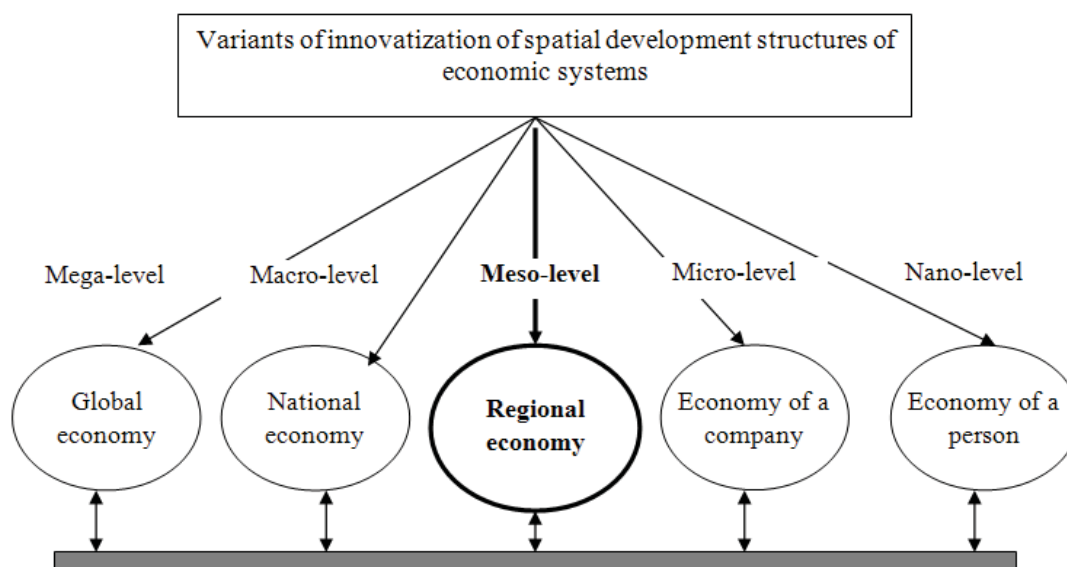 Variants of innovatization of spatial development structures of
economic systems
Mega-level
Macro-level
Meso-level
Micro-level
Nano-level
Global
economy
National
economy
Regional
economy
Economy of a
company
Economy of a
person